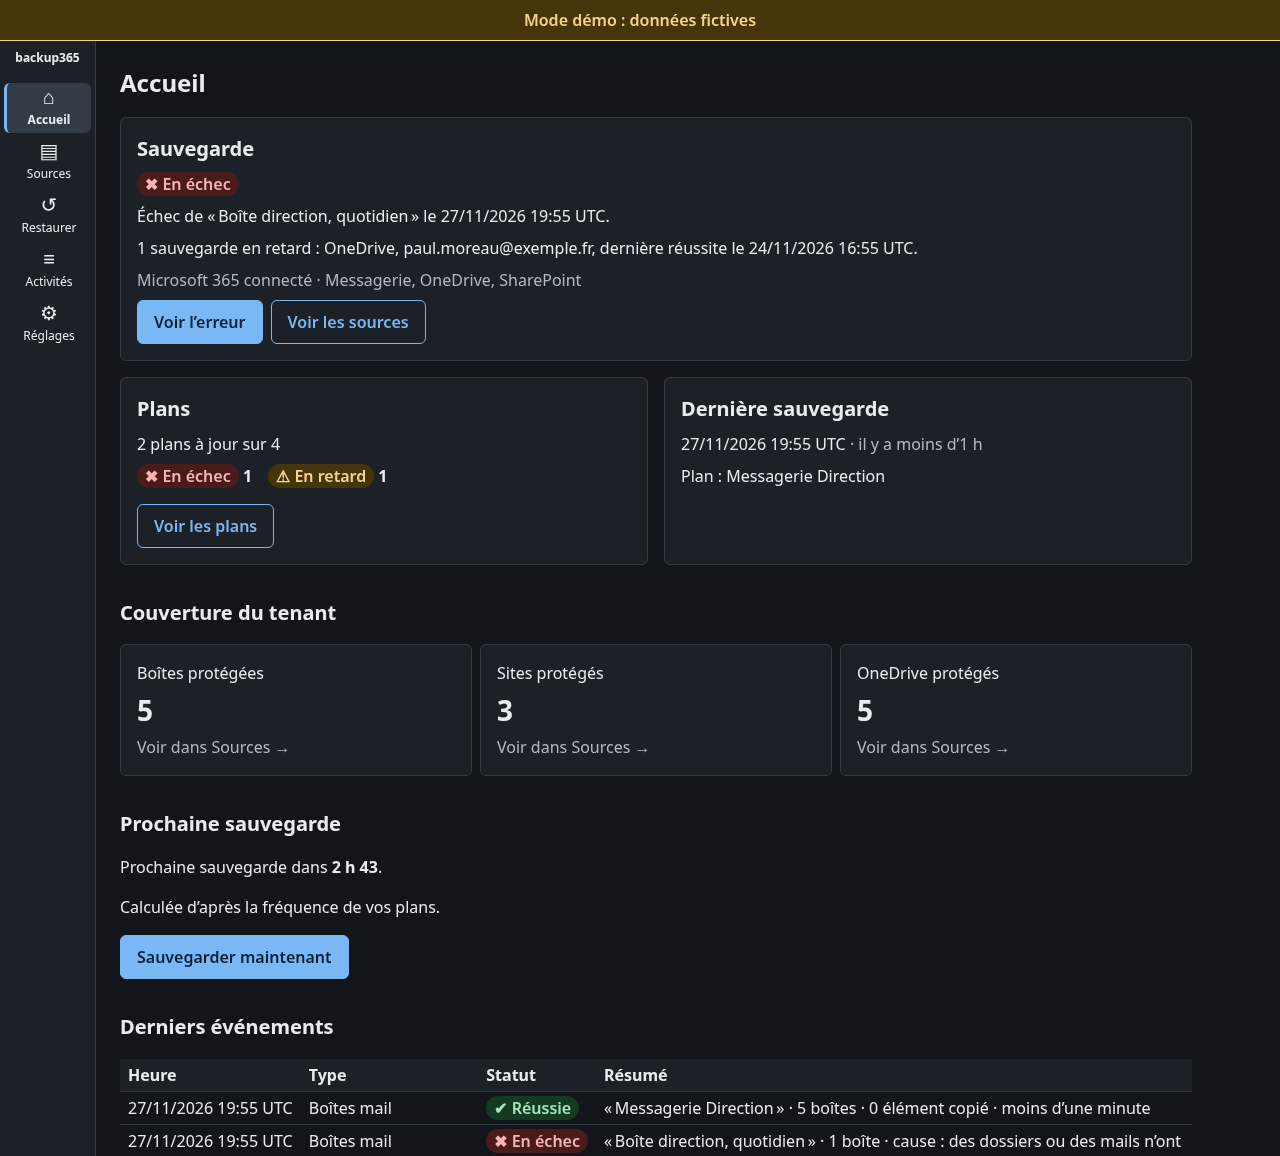 Mode démo : données fictives
backup365
Accueil
Sources
Restaurer
Activités
Réglages
Accueil
Sauvegarde
✖ En échec
Échec de « Boîte direction, quotidien » le 27/11/2026 19:55 UTC.
1 sauvegarde en retard : OneDrive, paul.moreau@exemple.fr, dernière réussite le 24/11/2026 16:55 UTC.
Microsoft 365 connecté · Messagerie, OneDrive, SharePoint
Voir l’erreur Voir les sources
Plans
2 plans à jour sur 4
✖ En échec 1 ⚠ En retard 1
Voir les plans
Dernière sauvegarde
27/11/2026 19:55 UTC · il y a moins d’1 h
Plan : Messagerie Direction
Couverture du tenant
Boîtes protégées
5
Voir dans Sources →
Sites protégés
3
Voir dans Sources →
OneDrive protégés
5
Voir dans Sources →
Prochaine sauvegarde
Prochaine sauvegarde dans 2 h 43.
Calculée d’après la fréquence de vos plans.
Sauvegarder maintenant
Derniers événements
Heure Type Statut Résumé
27/11/2026 19:55 UTC Boîtes mail ✔ Réussie « Messagerie Direction » · 5 boîtes · 0 élément copié · moins d’une minute
27/11/2026 19:55 UTC Boîtes mail ✖ En échec « Boîte direction, quotidien » · 1 boîte · cause : des dossiers ou des mails n’ont